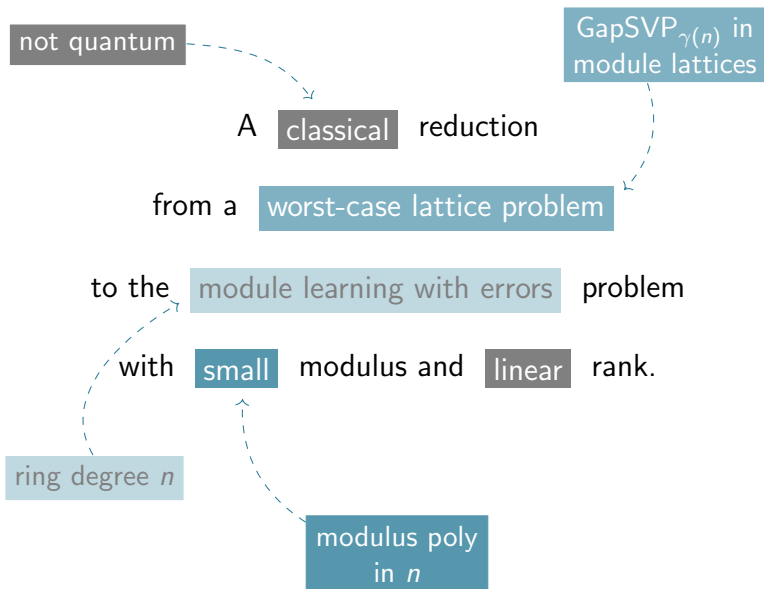 not quantum
GapSVP_γ(n) in
module lattices
A classical reduction
from a worst-case lattice problem
to the module learning with errors problem
with small modulus and linear rank.
ring degree n
modulus poly
in n